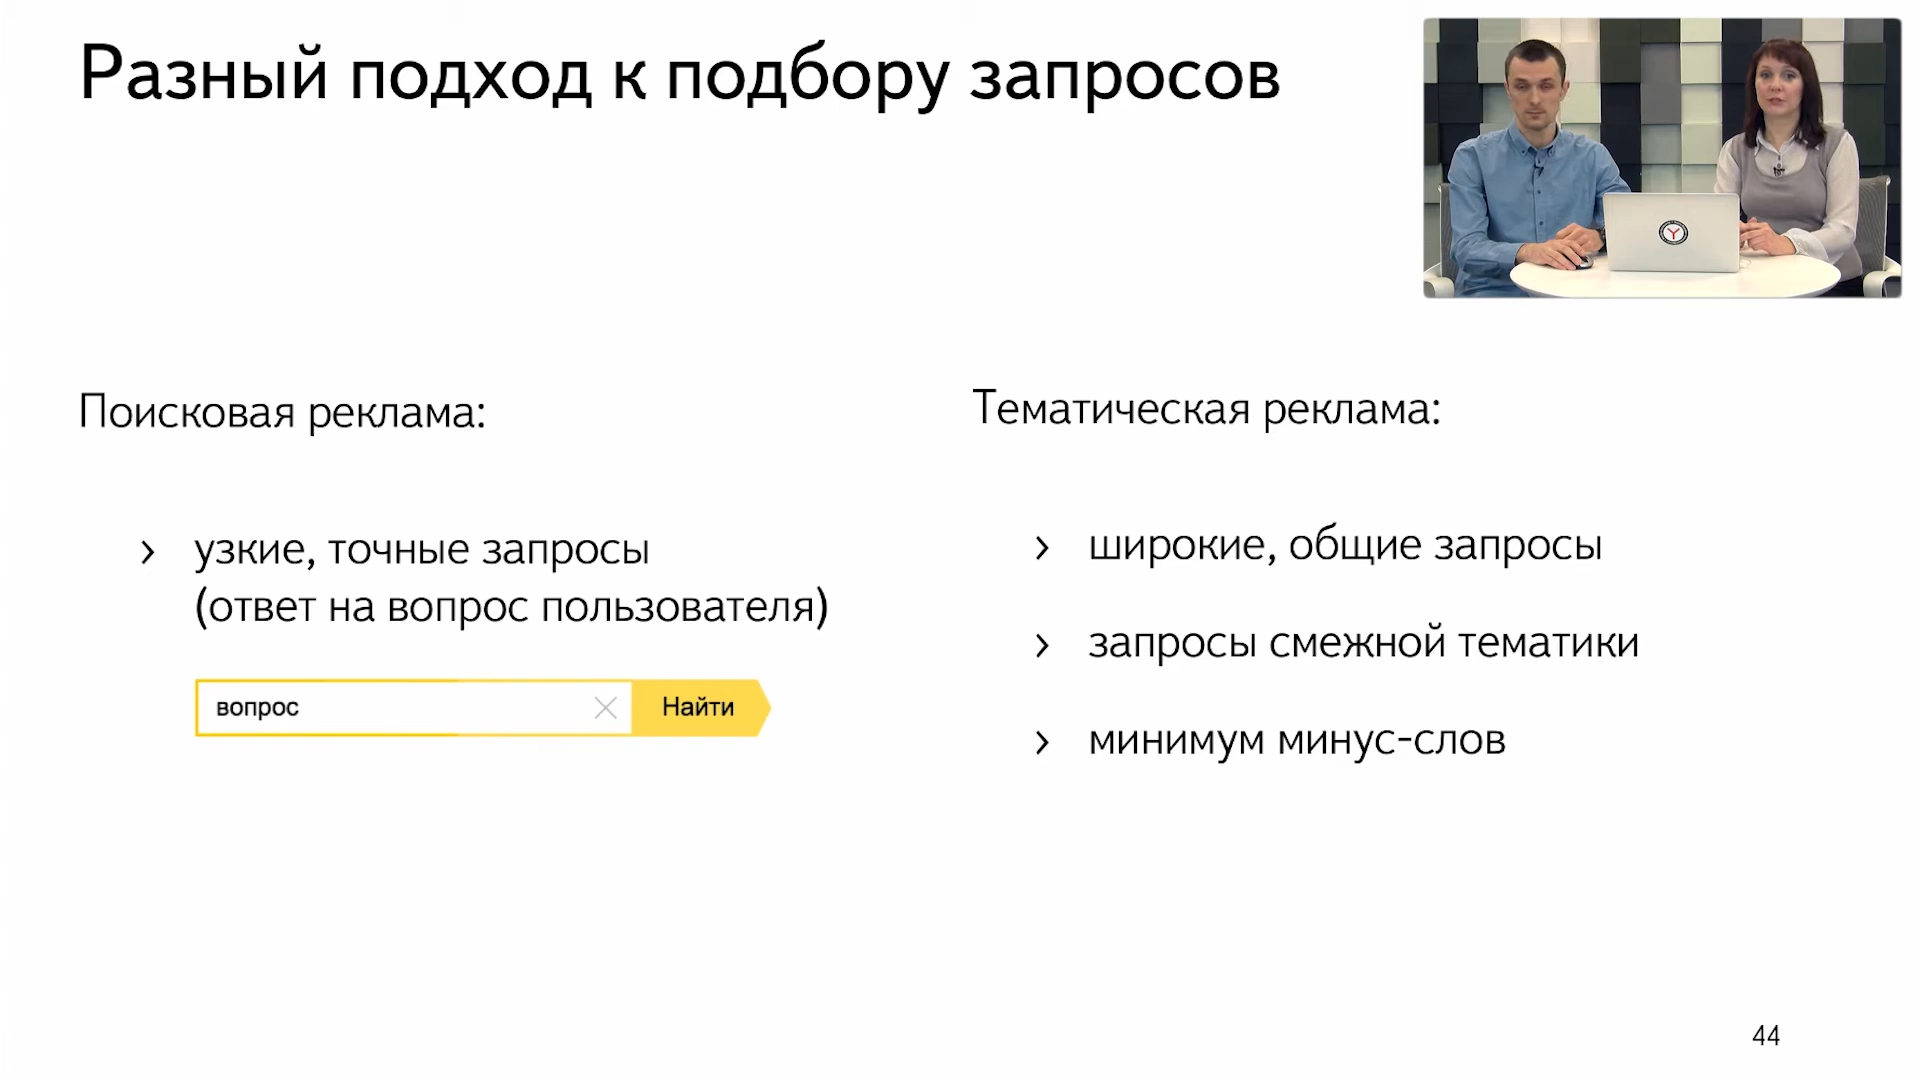 Разный подход к подбору запросов
Поисковая реклама:
› узкие, точные запросы
(ответ на вопрос пользователя)
вопрос
Найти
Тематическая реклама:
› широкие, общие запросы
› запросы смежной тематики
› минимум минус-слов
44